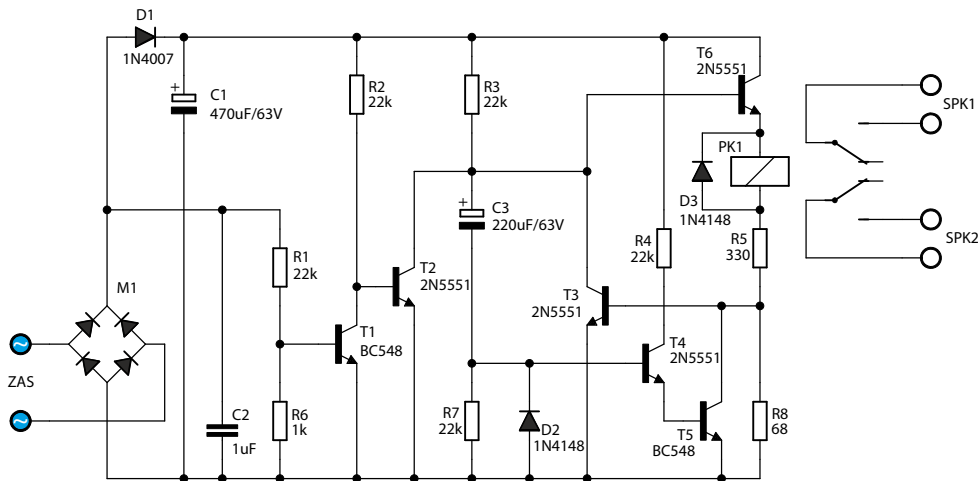 D1
1N4007
C1
470uF/63V
R2
22k
R3
22k
T6
2N5551
SPK1
PK1
D3
1N4148
C3
220uF/63V
R1
22k
T2
2N5551
R4
22k
R5
330
SPK2
M1
T3
2N5551
T1
BC548
T4
2N5551
ZAS
C2
1uF
R6
1k
R7
22k
D2
1N4148
T5
BC548
R8
68